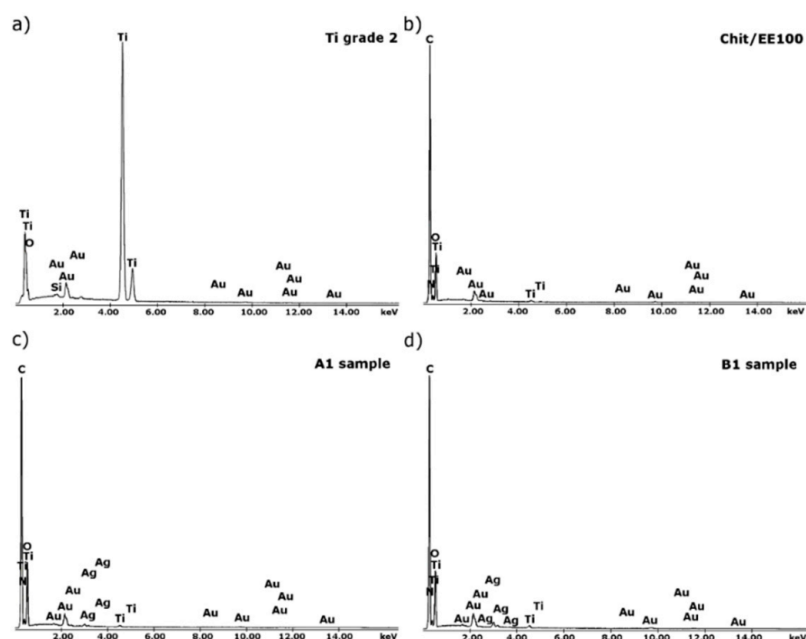 a)
Ti grade 2
Ti
Ti
Ti
O
Au
Au
Au
Si
Ti
Au
Au
Au
Au
Au
Au
2.00 4.00 6.00 8.00 10.00 12.00 14.00 keV
b)
Chit/EE100
C
O
Ti
Ti
N
Au
Au
Au
Ti
Ti
Au
Au
Au
Au
Au
Au
2.00 4.00 6.00 8.00 10.00 12.00 14.00 keV
c)
A1 sample
C
O
Ti
Ti
N
Au
Au
Au
Ag
Ag
Ag
Ag
Ti
Ti
Au
Au
Au
Au
Au
Au
2.00 4.00 6.00 8.00 10.00 12.00 14.00 keV
d)
B1 sample
C
O
Ti
Ti
N
Au
Au
Au
Ag
Ag
Ag
Ag
Ti
Ti
Au
Au
Au
Au
Au
Au
2.00 4.00 6.00 8.00 10.00 12.00 14.00 keV